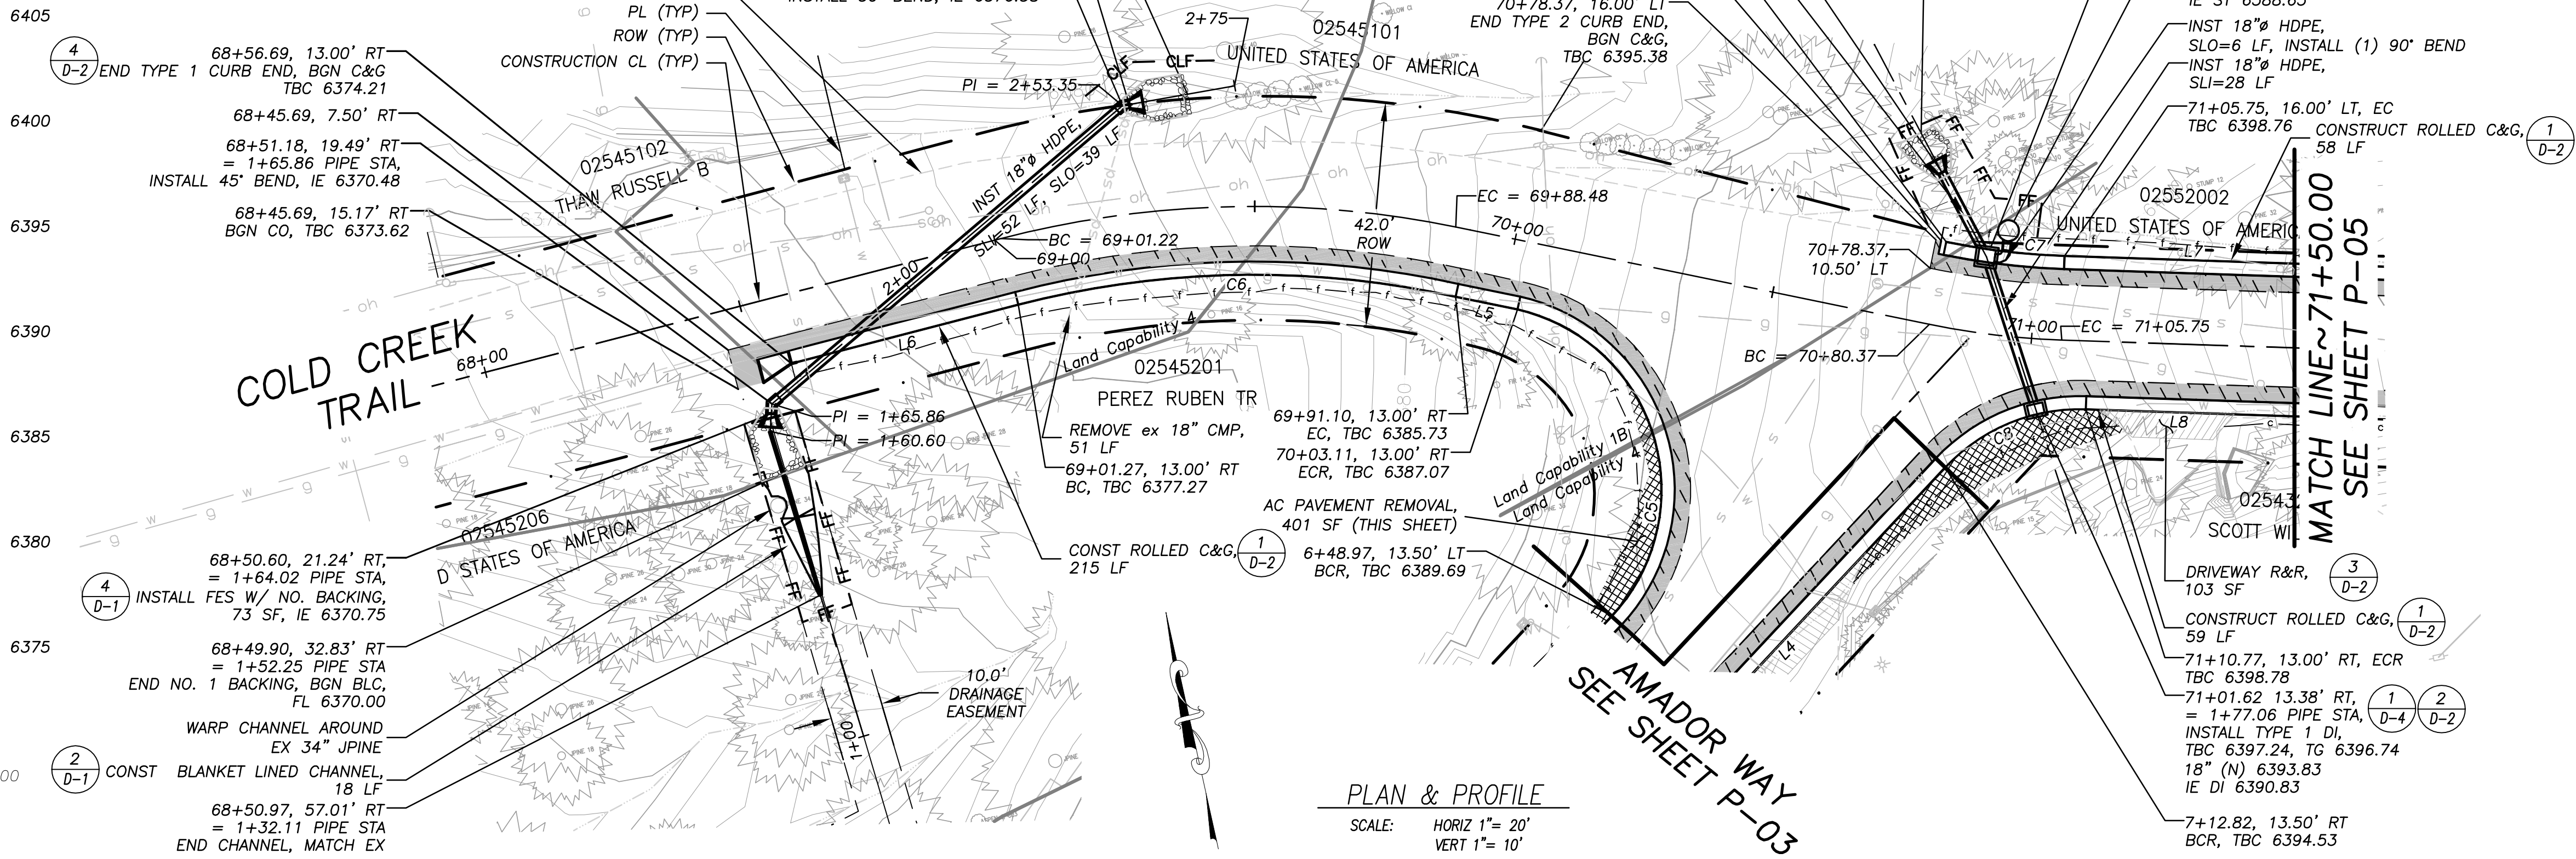 6405
6400
6395
6390
6385
6380
6375
00
PL (TYP)
ROW (TYP)
CONSTRUCTION CL (TYP)
4
D-2
68+56.69, 13.00' RT
END TYPE 1 CURB END, BGN C&G
TBC 6374.21
68+45.69, 7.50' RT
68+51.18, 19.49' RT
= 1+65.86 PIPE STA,
INSTALL 45° BEND, IE 6370.48
68+45.69, 15.17' RT
BGN CO, TBC 6373.62
COLD CREEK
TRAIL
68+00
02545102
THAW RUSSELL B
PI = 2+53.35
CLF
CLF
2+75
02545101
UNITED STATES OF AMERICA
INST 18"ø HDPE,
SLI=52 LF, SLO=39 LF
2+00
BC = 69+01.22
69+00
EC = 69+88.48
70+00
42.0'
ROW
70+78.37, 16.00' LT
END TYPE 2 CURB END,
BGN C&G,
TBC 6395.38
INST 18"ø HDPE,
SLO=6 LF, INSTALL (1) 90° BEND
INST 18"ø HDPE,
SLI=28 LF
71+05.75, 16.00' LT, EC
TBC 6398.76
CONSTRUCT ROLLED C&G,
58 LF
1
D-2
02552002
UNITED STATES OF AMERIC
C7
L7
70+78.37,
10.50' LT
71+00
EC = 71+05.75
BC = 70+80.37
MATCH LINE~71+50.00
SEE SHEET P-05
C6
L6
L5
Land Capability 4
02545201
PEREZ RUBEN TR
PI = 1+65.86
PI = 1+60.60
REMOVE ex 18" CMP,
51 LF
69+01.27, 13.00' RT
BC, TBC 6377.27
CONST ROLLED C&G,
215 LF
1
D-2
69+91.10, 13.00' RT
EC, TBC 6385.73
70+03.11, 13.00' RT
ECR, TBC 6387.07
AC PAVEMENT REMOVAL,
401 SF (THIS SHEET)
6+48.97, 13.50' LT
BCR, TBC 6389.69
Land Capability 1B
Land Capability 4
C5
C8
L8
L4
02545206
D STATES OF AMERICA
68+50.60, 21.24' RT,
= 1+64.02 PIPE STA,
INSTALL FES W/ NO. BACKING,
73 SF, IE 6370.75
4
D-1
68+49.90, 32.83' RT
= 1+52.25 PIPE STA
END NO. 1 BACKING, BGN BLC,
FL 6370.00
WARP CHANNEL AROUND
EX 34" JPINE
2
D-1
CONST BLANKET LINED CHANNEL,
18 LF
68+50.97, 57.01' RT
= 1+32.11 PIPE STA
END CHANNEL, MATCH EX
1+00
10.0'
DRAINAGE
EASEMENT
AMADOR WAY
SEE SHEET P-03
SCOTT WI
DRIVEWAY R&R,
103 SF
3
D-2
CONSTRUCT ROLLED C&G,
59 LF
1
D-2
71+10.77, 13.00' RT, ECR
TBC 6398.78
71+01.62 13.38' RT,
= 1+77.06 PIPE STA,
INSTALL TYPE 1 DI,
TBC 6397.24, TG 6396.74
18" (N) 6393.83
IE DI 6390.83
1
D-4
2
D-2
7+12.82, 13.50' RT
BCR, TBC 6394.53
PLAN & PROFILE
SCALE: HORIZ 1"= 20'
VERT 1"= 10'